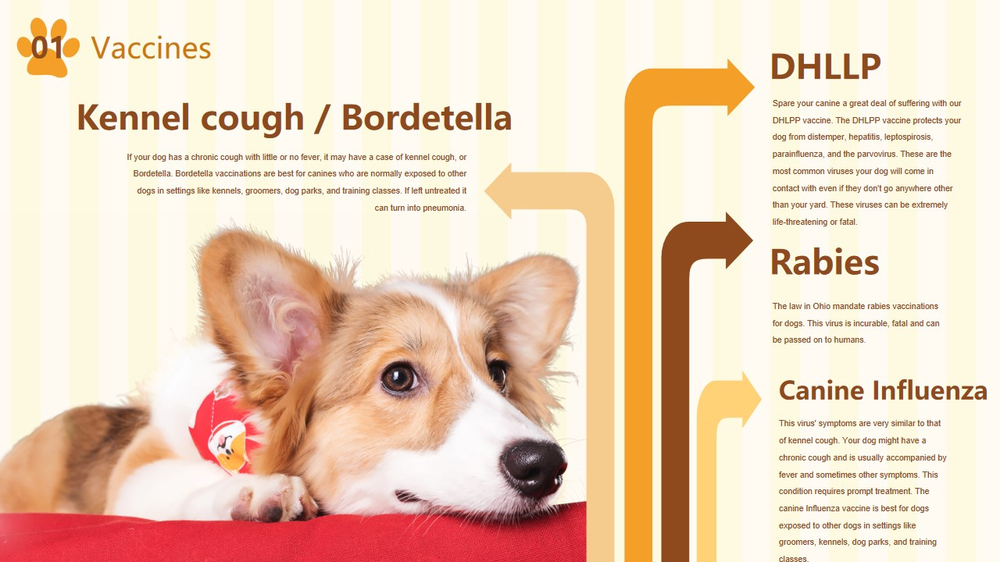 01 Vaccines
Kennel cough / Bordetella
If your dog has a chronic cough with little or no fever, it may have a case of kennel cough, or
Bordetella. Bordetella vaccinations are best for canines who are normally exposed to other
dogs in settings like kennels, groomers, dog parks, and training classes. If left untreated it
can turn into pneumonia.
DHLLP
Spare your canine a great deal of suffering with our
DHLPP vaccine. The DHLPP vaccine protects your
dog from distemper, hepatitis, leptospirosis,
parainfluenza, and the parvovirus. These are the
most common viruses your dog will come in
contact with even if they don't go anywhere other
than your yard. These viruses can be extremely
life-threatening or fatal.
Rabies
The law in Ohio mandate rabies vaccinations
for dogs. This virus is incurable, fatal and can
be passed on to humans.
Canine Influenza
This virus' symptoms are very similar to that
of kennel cough. Your dog might have a
chronic cough and is usually accompanied by
fever and sometimes other symptoms. This
condition requires prompt treatment. The
canine Influenza vaccine is best for dogs
exposed to other dogs in settings like
groomers, kennels, dog parks, and training
classes.